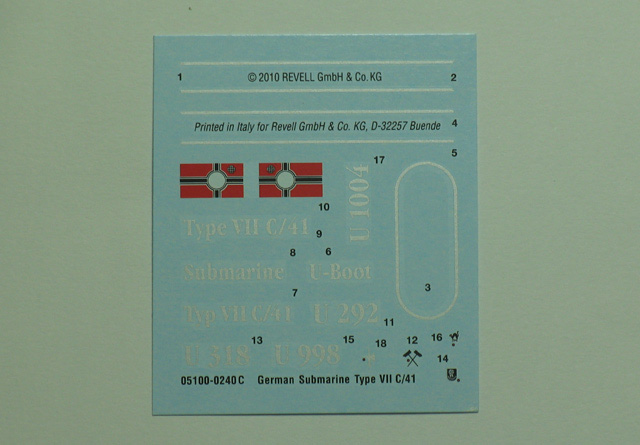 1 © 2010 REVELL GmbH & Co. KG 2
Printed in Italy for Revell GmbH & Co. KG, D-32257 Buende
4
5
17
U 1004
10
Type VII C/41
9
8 6
Submarine U-Boot
3
7
Typ VII C/41 U 292
11
13 15 18 12 16
U 318 U 998
14
05100-0240 C German Submarine Type VII C/41